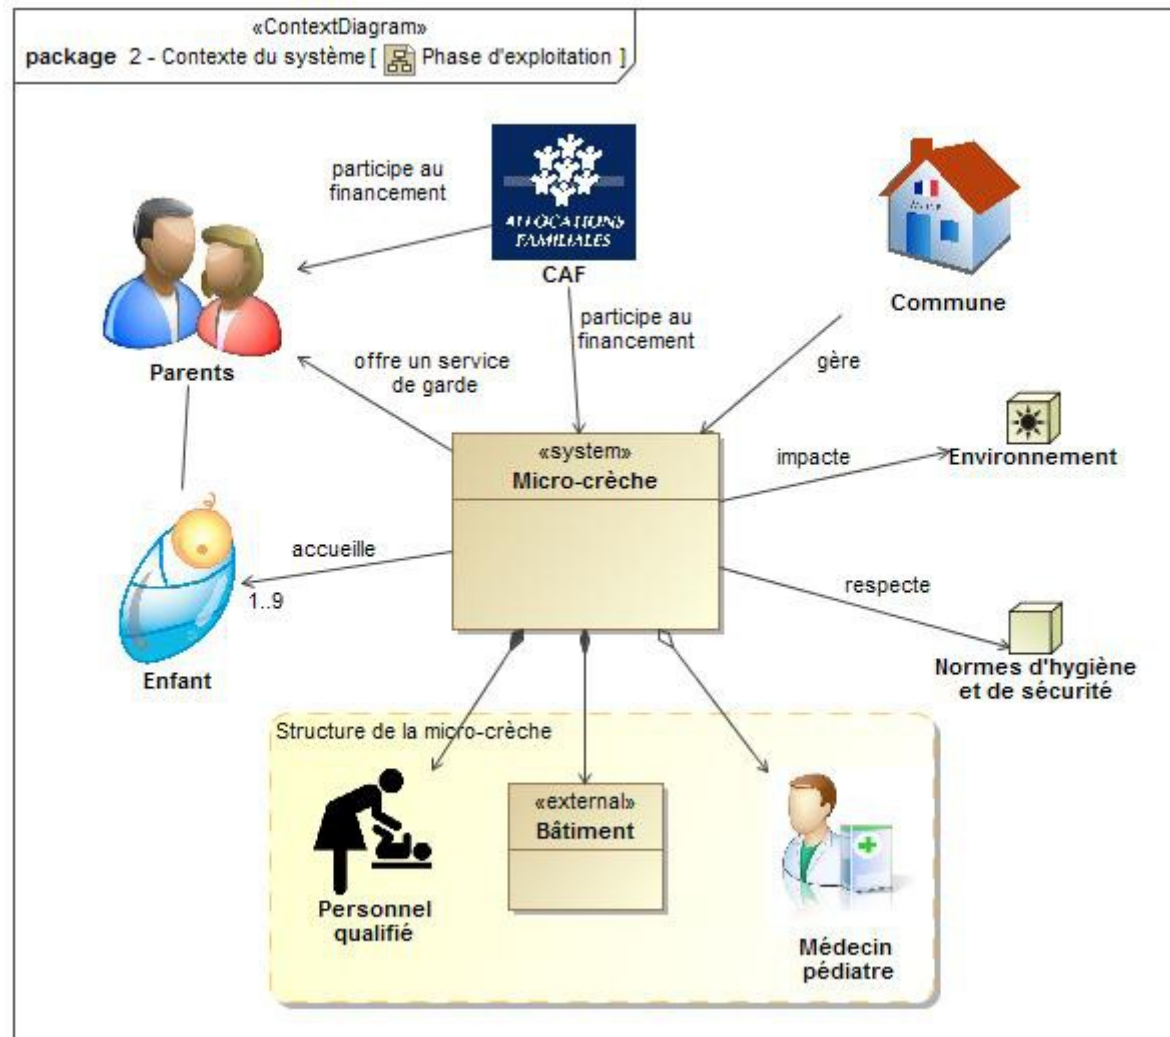 «ContextDiagram»
package 2 - Contexte du système [ Phase d'exploitation ]
participe au
financement
ALLOCATIONS
FAMILIALES
CAF
Commune
Parents
offre un service
de garde
participe au
financement
gère
«system»
Micro-crèche
impacte
Environnement
accueille
1..9
Enfant
respecte
Normes d'hygiène
et de sécurité
Structure de la micro-crèche
«external»
Bâtiment
Personnel
qualifié
Médecin
pédiatre